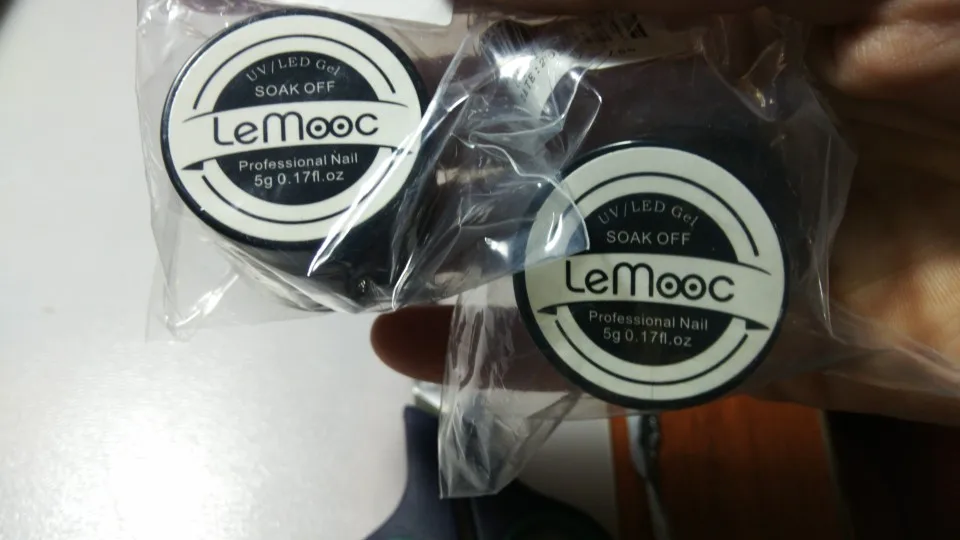 UV/LED Gel
SOAK OFF
LeMooc
Professional Nail
5g 0.17fl.oz
UV/LED Gel
SOAK OFF
LeMooc
Professional Nail
5g 0.17fl.oz